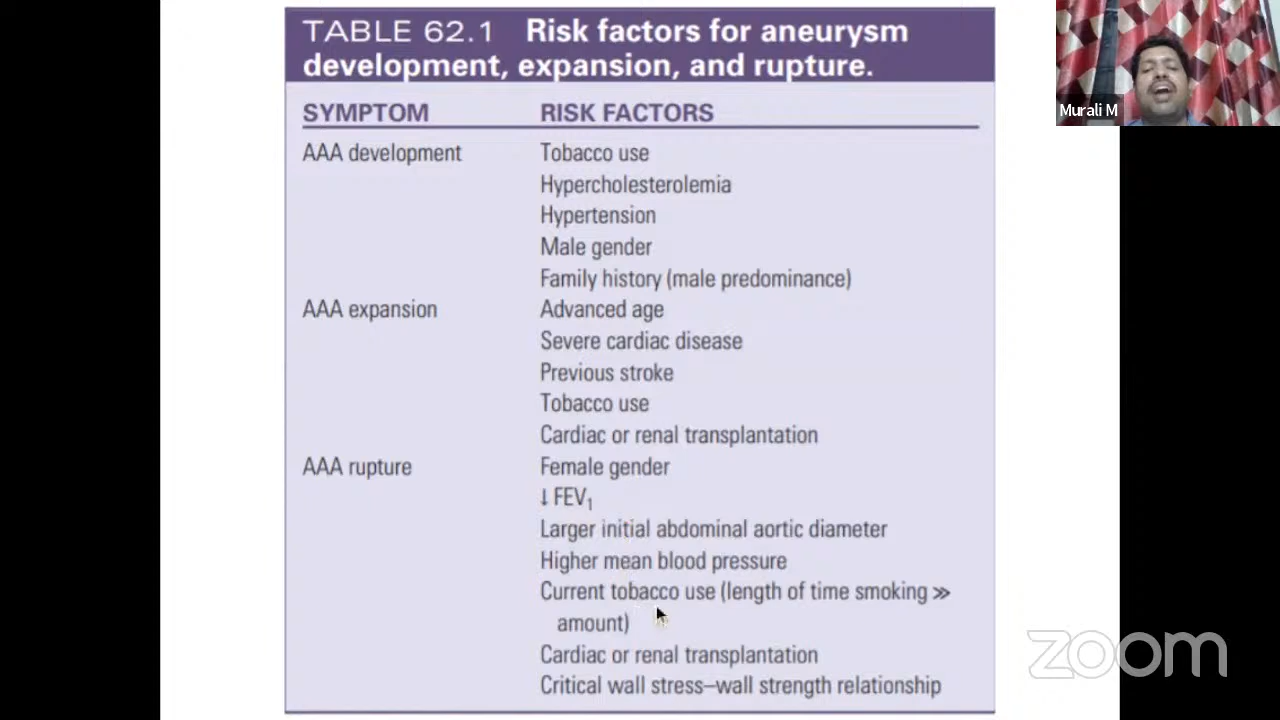 TABLE 62.1 Risk factors for aneurysm
development, expansion, and rupture.
SYMPTOM RISK FACTORS
AAA development Tobacco use
Hypercholesterolemia
Hypertension
Male gender
Family history (male predominance)
AAA expansion Advanced age
Severe cardiac disease
Previous stroke
Tobacco use
Cardiac or renal transplantation
AAA rupture Female gender
↓ FEV₁
Larger initial abdominal aortic diameter
Higher mean blood pressure
Current tobacco use (length of time smoking ≫
amount)
Cardiac or renal transplantation
Critical wall stress–wall strength relationship
Murali M
zoom